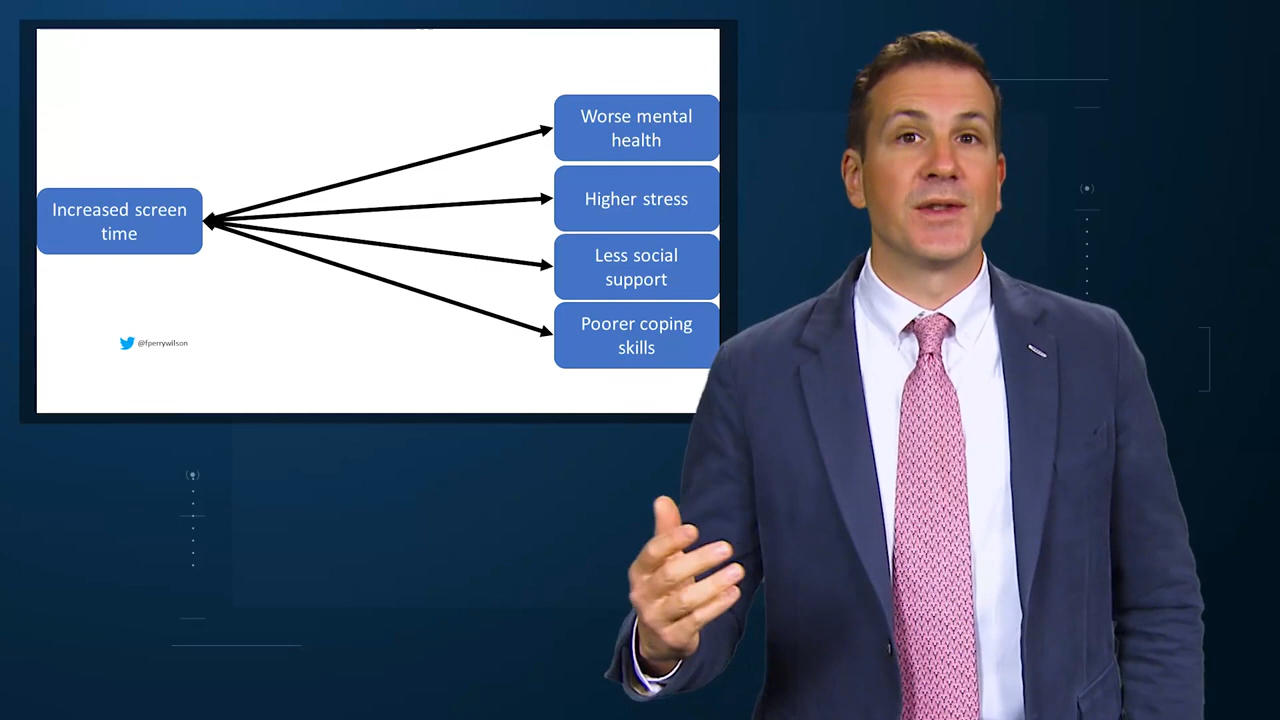 Worse mental
health
Increased screen
time
Higher stress
Less social
support
Poorer coping
skills
@fperrywilson